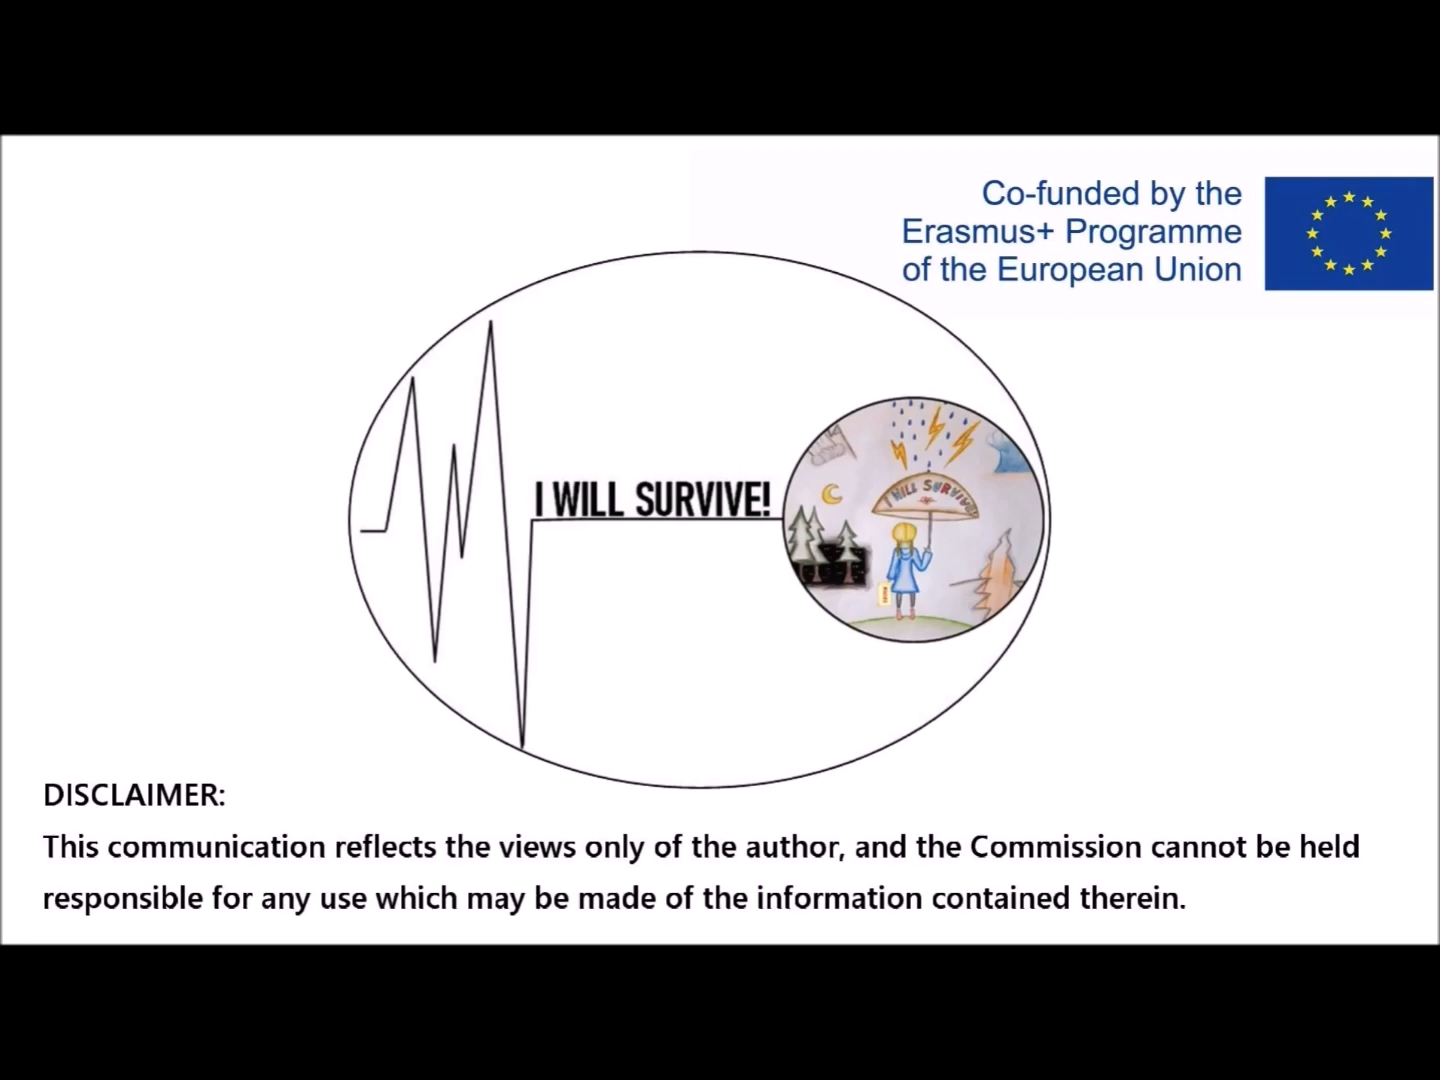 Co-funded by the
Erasmus+ Programme
of the European Union
I WILL SURVIVE!
I WILL SURVIVE!
DISCLAIMER:
This communication reflects the views only of the author, and the Commission cannot be held
responsible for any use which may be made of the information contained therein.